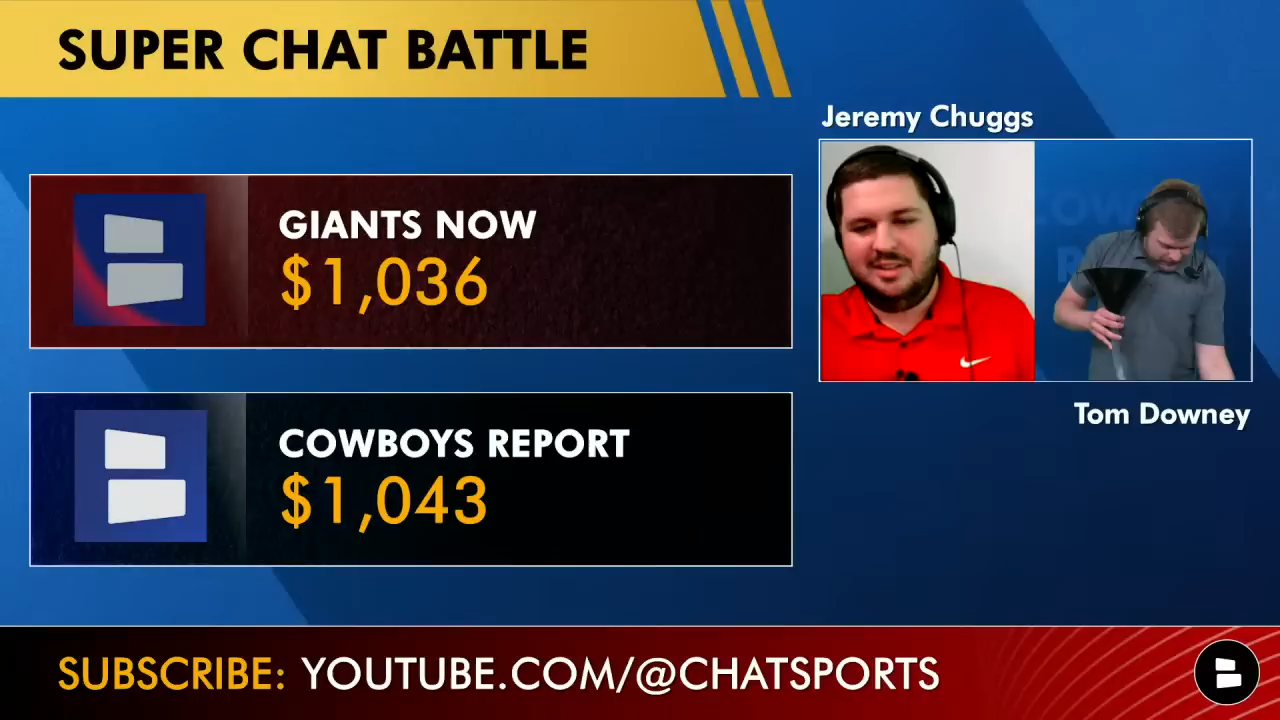 SUPER CHAT BATTLE
Jeremy Chuggs
GIANTS NOW
$1,036
COWBOYS REPORT
$1,043
Tom Downey
SUBSCRIBE: YOUTUBE.COM/@CHATSPORTS